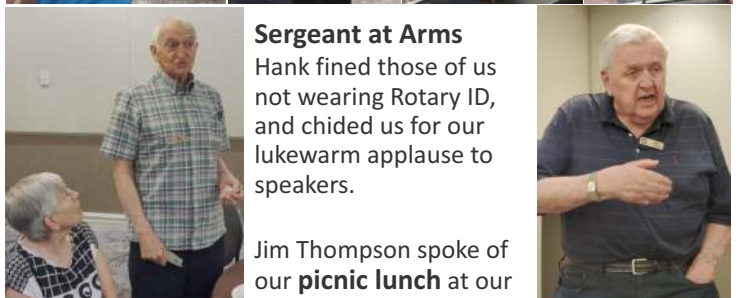 Sergeant at Arms
Hank fined those of us
not wearing Rotary ID,
and chided us for our
lukewarm applause to
speakers.
Jim Thompson spoke of
our picnic lunch at our